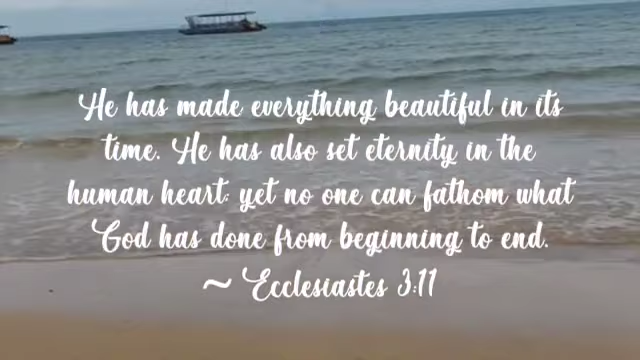 He has made everything beautiful in its
time. He has also set eternity in the
human heart; yet no one can fathom what
God has done from beginning to end.
~ Ecclesiastes 3:11